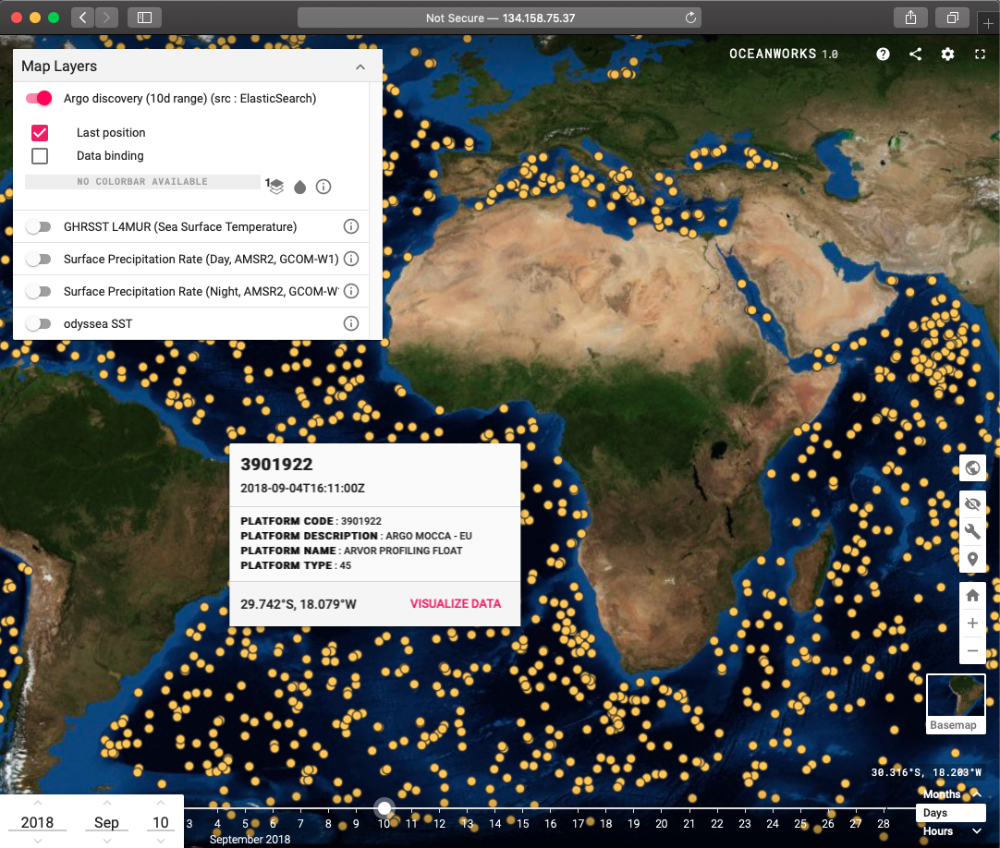 Not Secure — 134.158.75.37
OCEANWORKS 1.0
Map Layers
Argo discovery (10d range) (src : ElasticSearch)
Last position
Data binding
NO COLORBAR AVAILABLE
1
GHRSST L4MUR (Sea Surface Temperature)
Surface Precipitation Rate (Day, AMSR2, GCOM-W1)
Surface Precipitation Rate (Night, AMSR2, GCOM-W
odyssea SST
3901922
2018-09-04T16:11:00Z
PLATFORM CODE : 3901922
PLATFORM DESCRIPTION : ARGO MOCCA - EU
PLATFORM NAME : ARVOR PROFILING FLOAT
PLATFORM TYPE : 45
29.742°S, 18.079°W VISUALIZE DATA
Basemap
30.316°S, 18.203°W
Months
Days
Hours
2018 Sep 10
3 4 5 6 7 8 9 10 11 12 13 14 15 16 17 18 19 20 21 22 23 24 25 26 27 28
September 2018